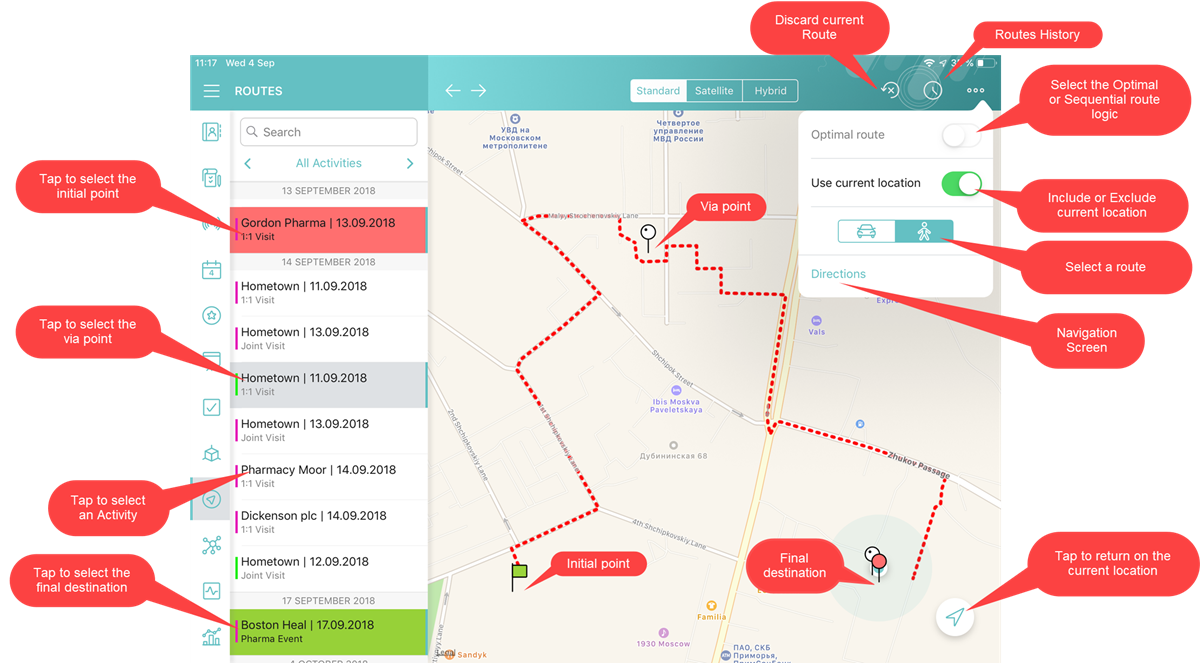 Discard current
Route
Routes History
11:17 Wed 4 Sep
ROUTES
Standard
Satellite
Hybrid
Select the Optimal
or Sequential route
logic
Search
All Activities
13 SEPTEMBER 2018
Tap to select the
initial point
Gordon Pharma | 13.09.2018
1:1 Visit
14 SEPTEMBER 2018
Hometown | 11.09.2018
1:1 Visit
Hometown | 13.09.2018
Joint Visit
Tap to select the
via point
Hometown | 11.09.2018
1:1 Visit
Hometown | 13.09.2018
Joint Visit
Pharmacy Moor | 14.09.2018
1:1 Visit
Tap to select
an Activity
Dickenson plc | 14.09.2018
1:1 Visit
Hometown | 12.09.2018
Joint Visit
Tap to select the
final destination
17 SEPTEMBER 2018
Boston Heal | 17.09.2018
Pharma Event
4
УВД на
Московском
метрополитене
Четвертое
управление
МВД России
Optimal route
Use current location
Include or Exclude
current location
Select a route
Directions
Navigation
Screen
Via point
Vals
Shchipok Street
Ibis Moskva
Paveletskaya
Дубининская 68
2nd Shchipkovskiy Lane
4th Shchipkovskiy Lane
Zhukov Passage
Initial point
Final
destination
Tap to return on the
current location
Familia
1930 Moscow
Sandyk
Legal
ПАО, СКБ
Приморья,